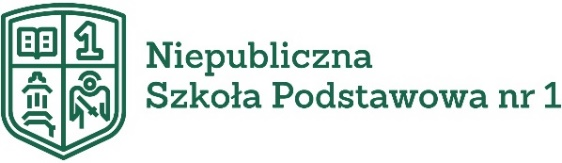 1
Niepubliczna
Szkoła Podstawowa nr 1